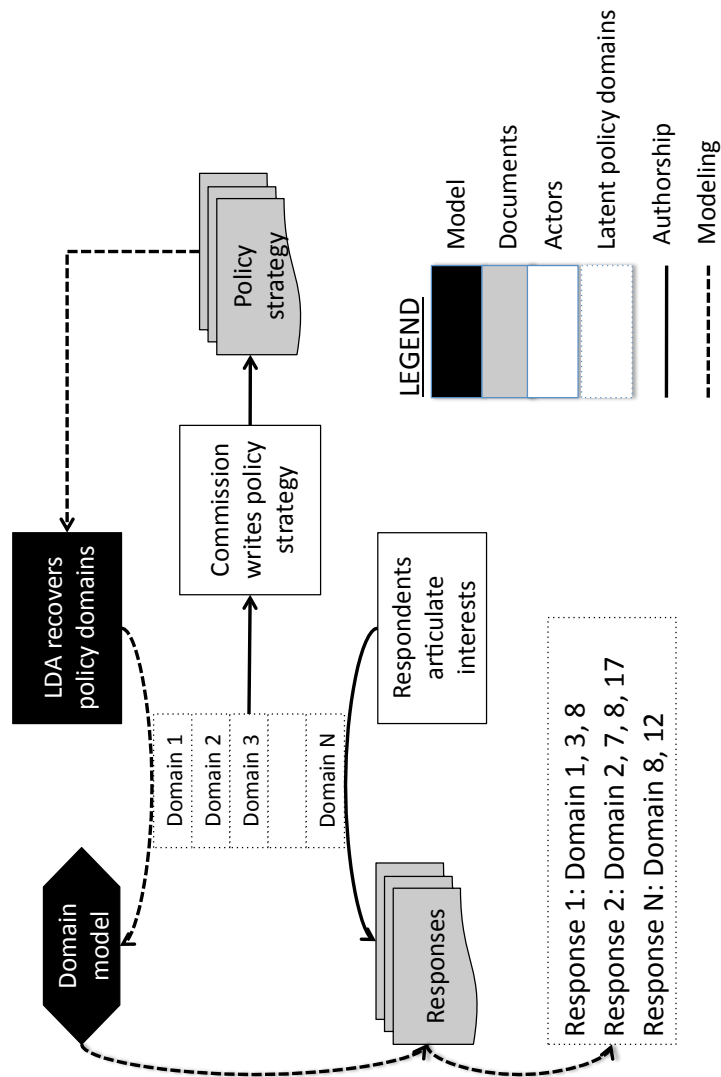 Domain
model
LDA recovers
policy domains
Domain 1
Domain 2
Domain 3
Domain N
Commission
writes policy
strategy
Policy
strategy
Responses
Respondents
articulate
interests
Response 1: Domain 1, 3, 8
Response 2: Domain 2, 7, 8, 17
Response N: Domain 8, 12
LEGEND
Model
Documents
Actors
Latent policy domains
Authorship
Modeling